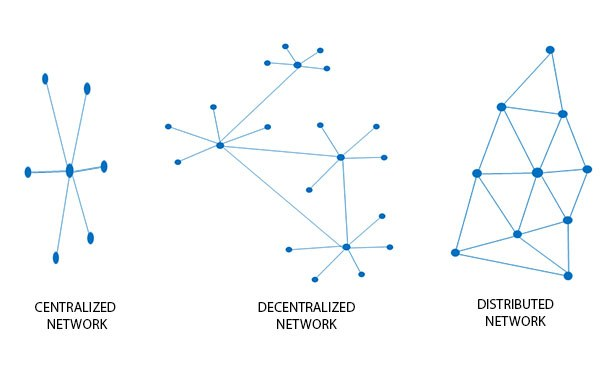 CENTRALIZED
NETWORK
DECENTRALIZED
NETWORK
DISTRIBUTED
NETWORK